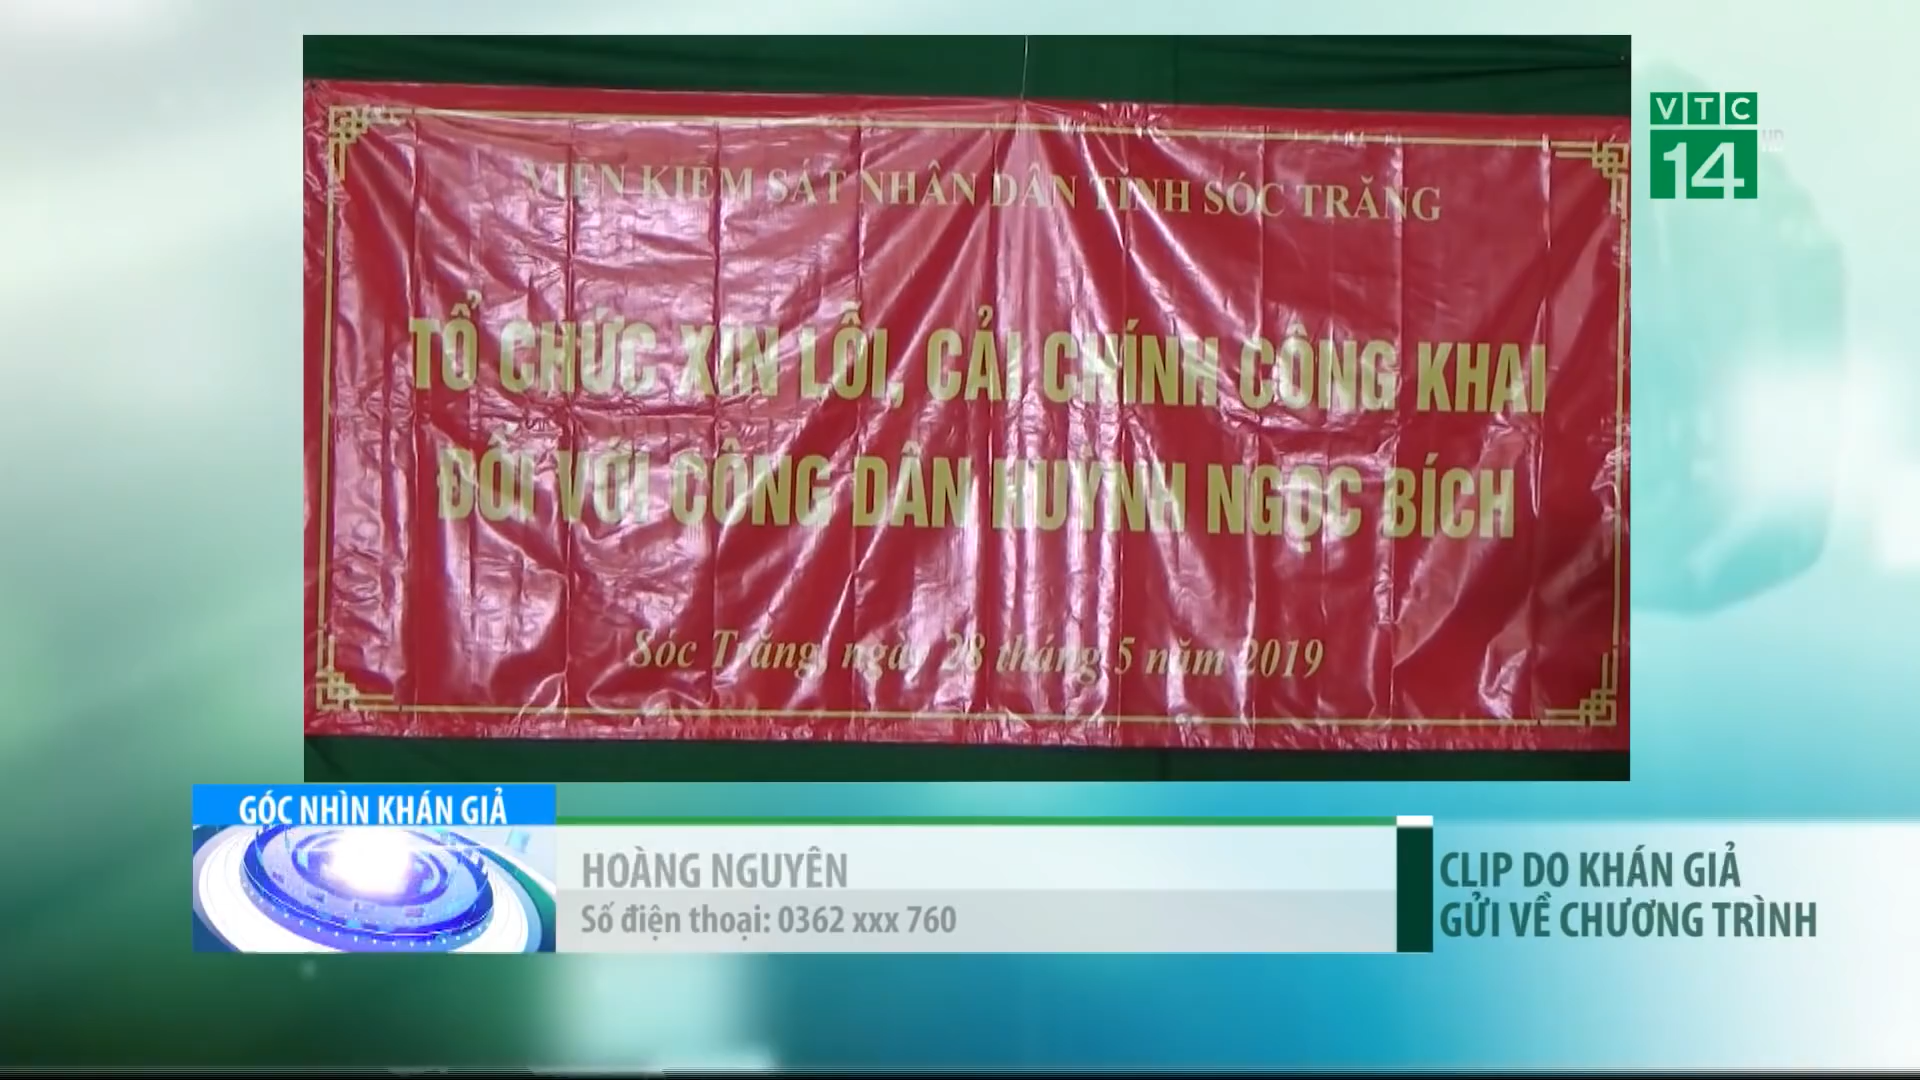 VIỆN KIỂM SÁT NHÂN DÂN TỈNH SÓC TRĂNG
TỔ CHỨC XIN LỖI, CẢI CHÍNH CÔNG KHAI
ĐỐI VỚI CÔNG DÂN HUỲNH NGỌC BÍCH
Sóc Trăng, ngày 28 tháng 5 năm 2019
VTC
14
HD
GÓC NHÌN KHÁN GIẢ
HOÀNG NGUYÊN
Số điện thoại: 0362 xxx 760
CLIP DO KHÁN GIẢ
GỬI VỀ CHƯƠNG TRÌNH